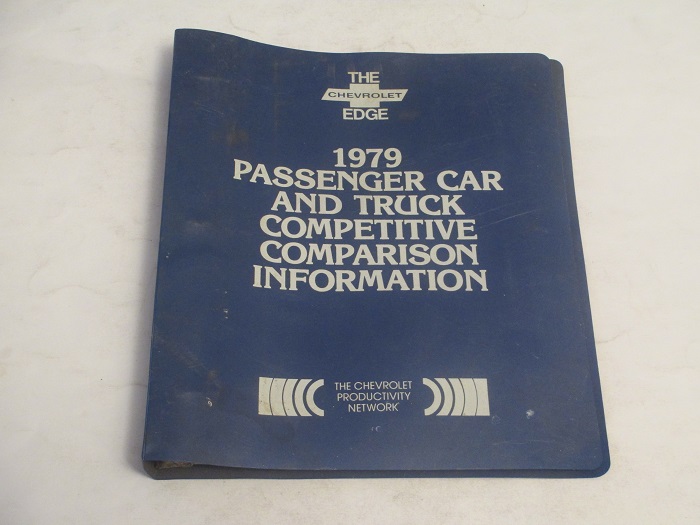 THE
CHEVROLET
EDGE
1979
PASSENGER CAR
AND TRUCK
COMPETITIVE
COMPARISON
INFORMATION
THE CHEVROLET
PRODUCTIVITY
NETWORK